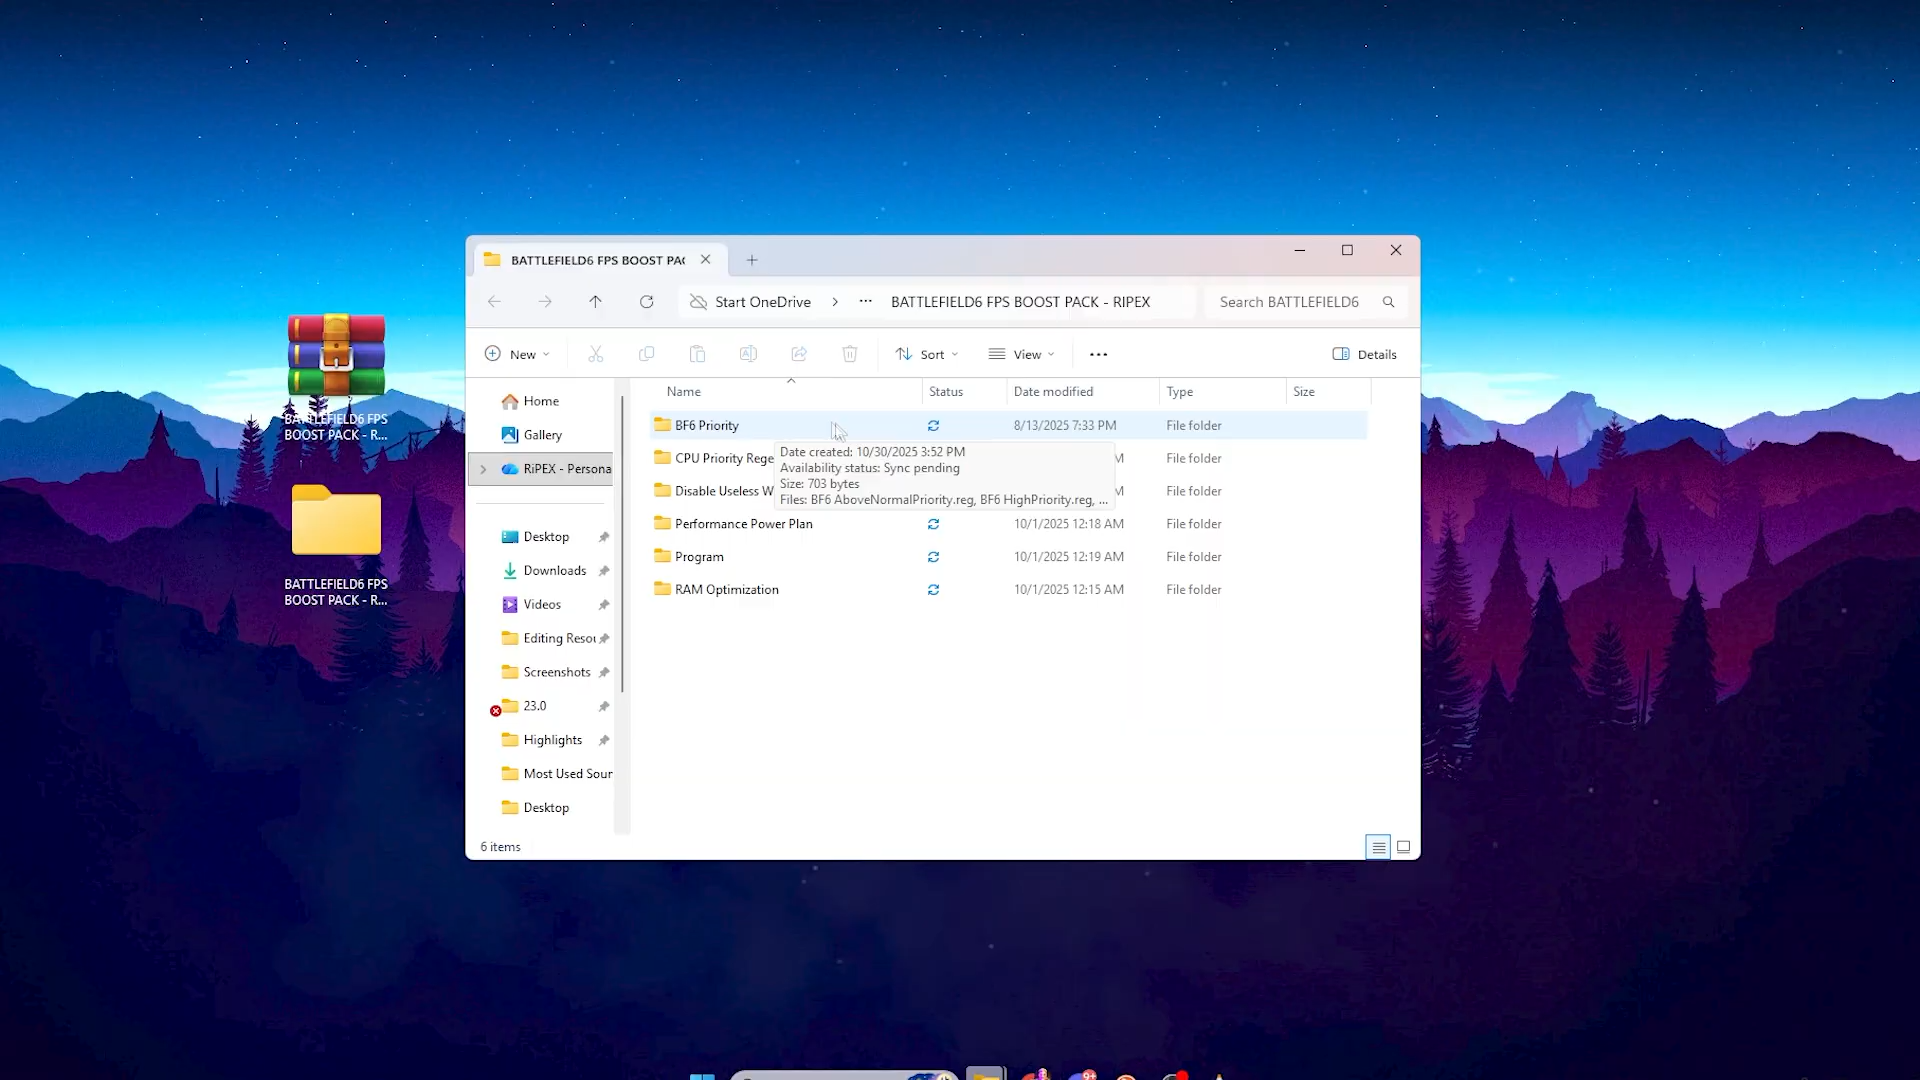 BATTLEFIELD6 FPS BOOST PAC
Start OneDrive
BATTLEFIELD6 FPS BOOST PACK - RIPEX
Search BATTLEFIELD6
New
Sort
View
Details
Name
Status
Date modified
Type
Size
Home
Gallery
RiPEX - Persona
Desktop
Downloads
Videos
Editing Resou
Screenshots
23.0
Highlights
Most Used Soun
Desktop
BF6 Priority
8/13/2025 7:33 PM
File folder
CPU Priority Rege
M
File folder
Disable Useless W
M
File folder
Performance Power Plan
10/1/2025 12:18 AM
File folder
Program
10/1/2025 12:19 AM
File folder
RAM Optimization
10/1/2025 12:15 AM
File folder
Date created: 10/30/2025 3:52 PM
Availability status: Sync pending
Size: 703 bytes
Files: BF6 AboveNormalPriority.reg, BF6 HighPriority.reg, ...
6 items
BATTLEFIELD6 FPS
BOOST PACK - R...
BATTLEFIELD6 FPS
BOOST PACK - R...
9+